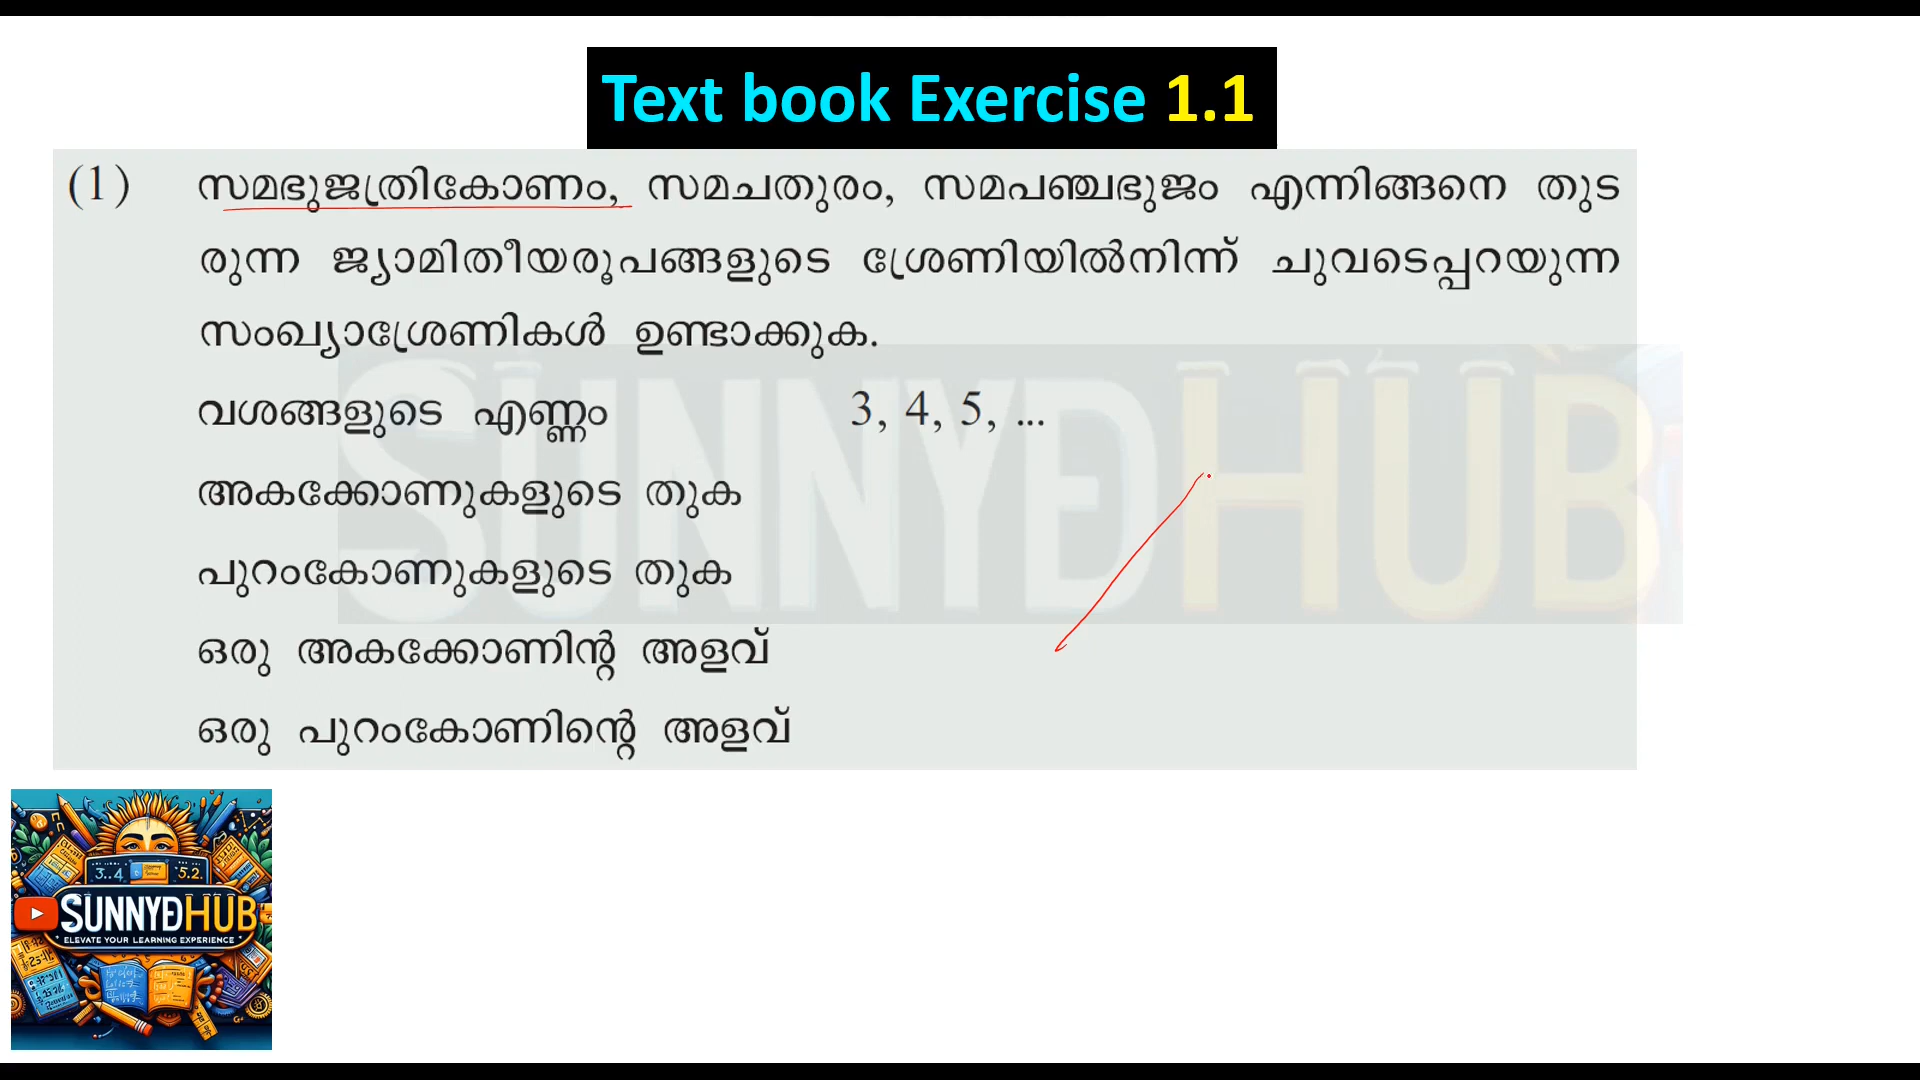 Text book Exercise 1.1
(1) സമഭുജത്രികോണം, സമചതുരം, സമപഞ്ചഭുജം എന്നിങ്ങനെ തുട
രുന്ന ജ്യാമിതീയരൂപങ്ങളുടെ ശ്രേണിയിൽനിന്ന് ചുവടെപ്പറയുന്ന
സംഖ്യാശ്രേണികൾ ഉണ്ടാക്കുക.
വശങ്ങളുടെ എണ്ണം 3, 4, 5, ...
അകക്കോണുകളുടെ തുക
പുറംകോണുകളുടെ തുക
ഒരു അകക്കോണിന്റ അളവ്
ഒരു പുറംകോണിന്റെ അളവ്
SUNNYDHUB
3..4 5.2.
SUNNYDHUB
ELEVATE YOUR LEARNING EXPERIENCE